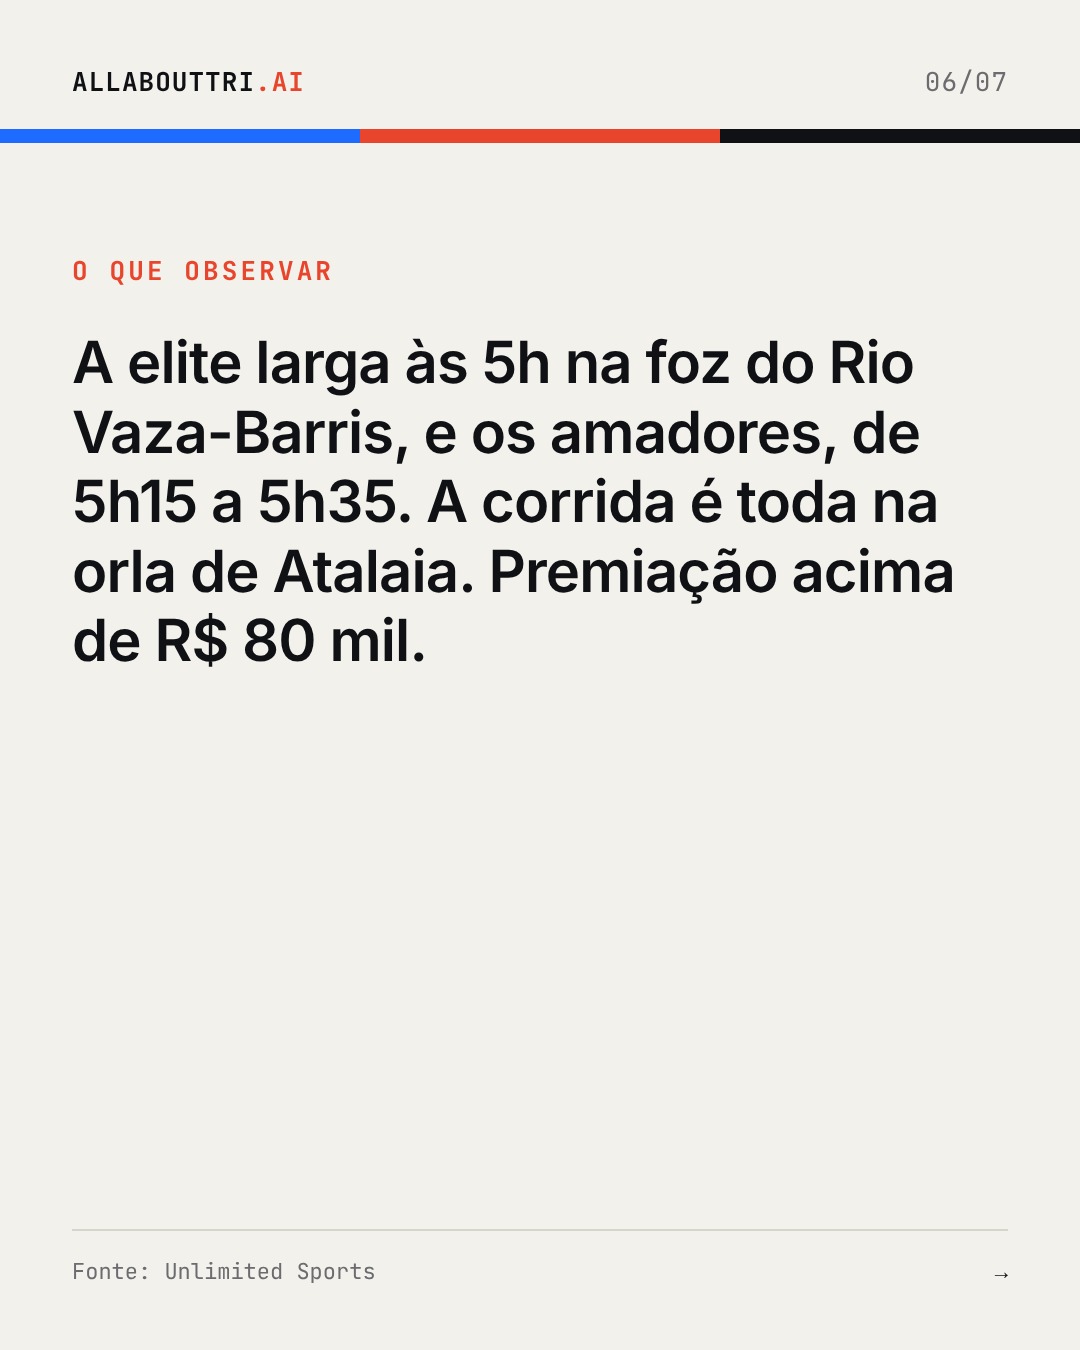 ALLABOUTTRI.AI
06/07
O QUE OBSERVAR
A elite larga às 5h na foz do Rio
Vaza-Barris, e os amadores, de
5h15 a 5h35. A corrida é toda na
orla de Atalaia. Premiação acima
de R$ 80 mil.
Fonte: Unlimited Sports
→